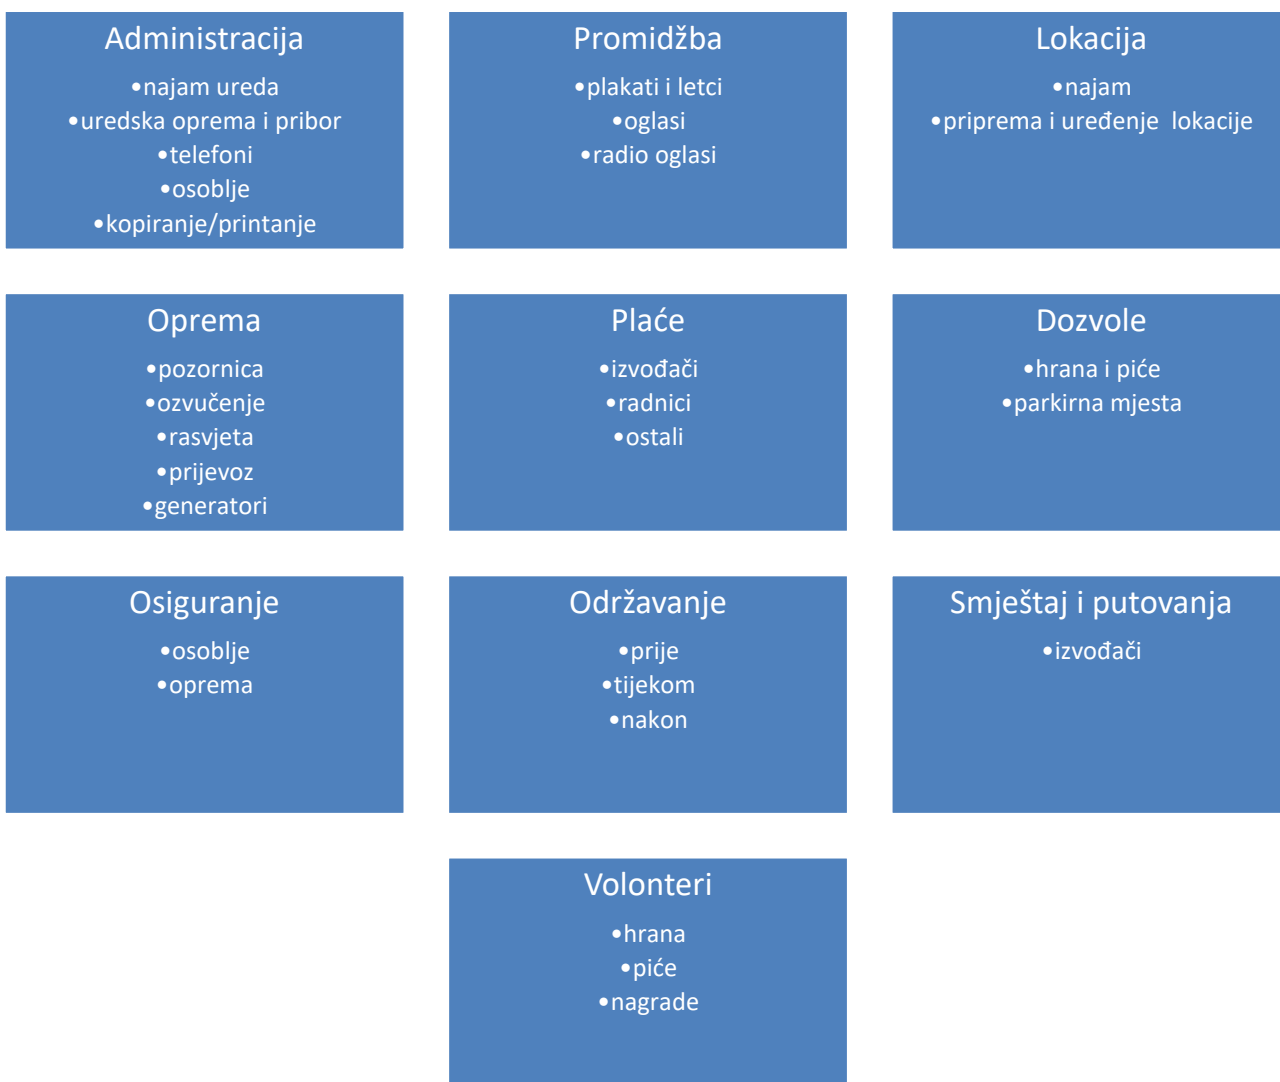 Administracija
•najam ureda
•uredska oprema i pribor
•telefoni
•osoblje
•kopiranje/printanje
Promidžba
•plakati i letci
•oglasi
•radio oglasi
Lokacija
•najam
•priprema i uređenje  lokacije
Oprema
•pozornica
•ozvučenje
•rasvjeta
•prijevoz
•generatori
Plaće
•izvođači
•radnici
•ostali
Dozvole
•hrana i piće
•parkirna mjesta
Osiguranje
•osoblje
•oprema
Održavanje
•prije
•tijekom
•nakon
Smještaj i putovanja
•izvođači
Volonteri
•hrana
•piće
•nagrade